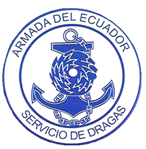 ARMADA DEL ECUADOR
SERVICIO DE DRAGAS